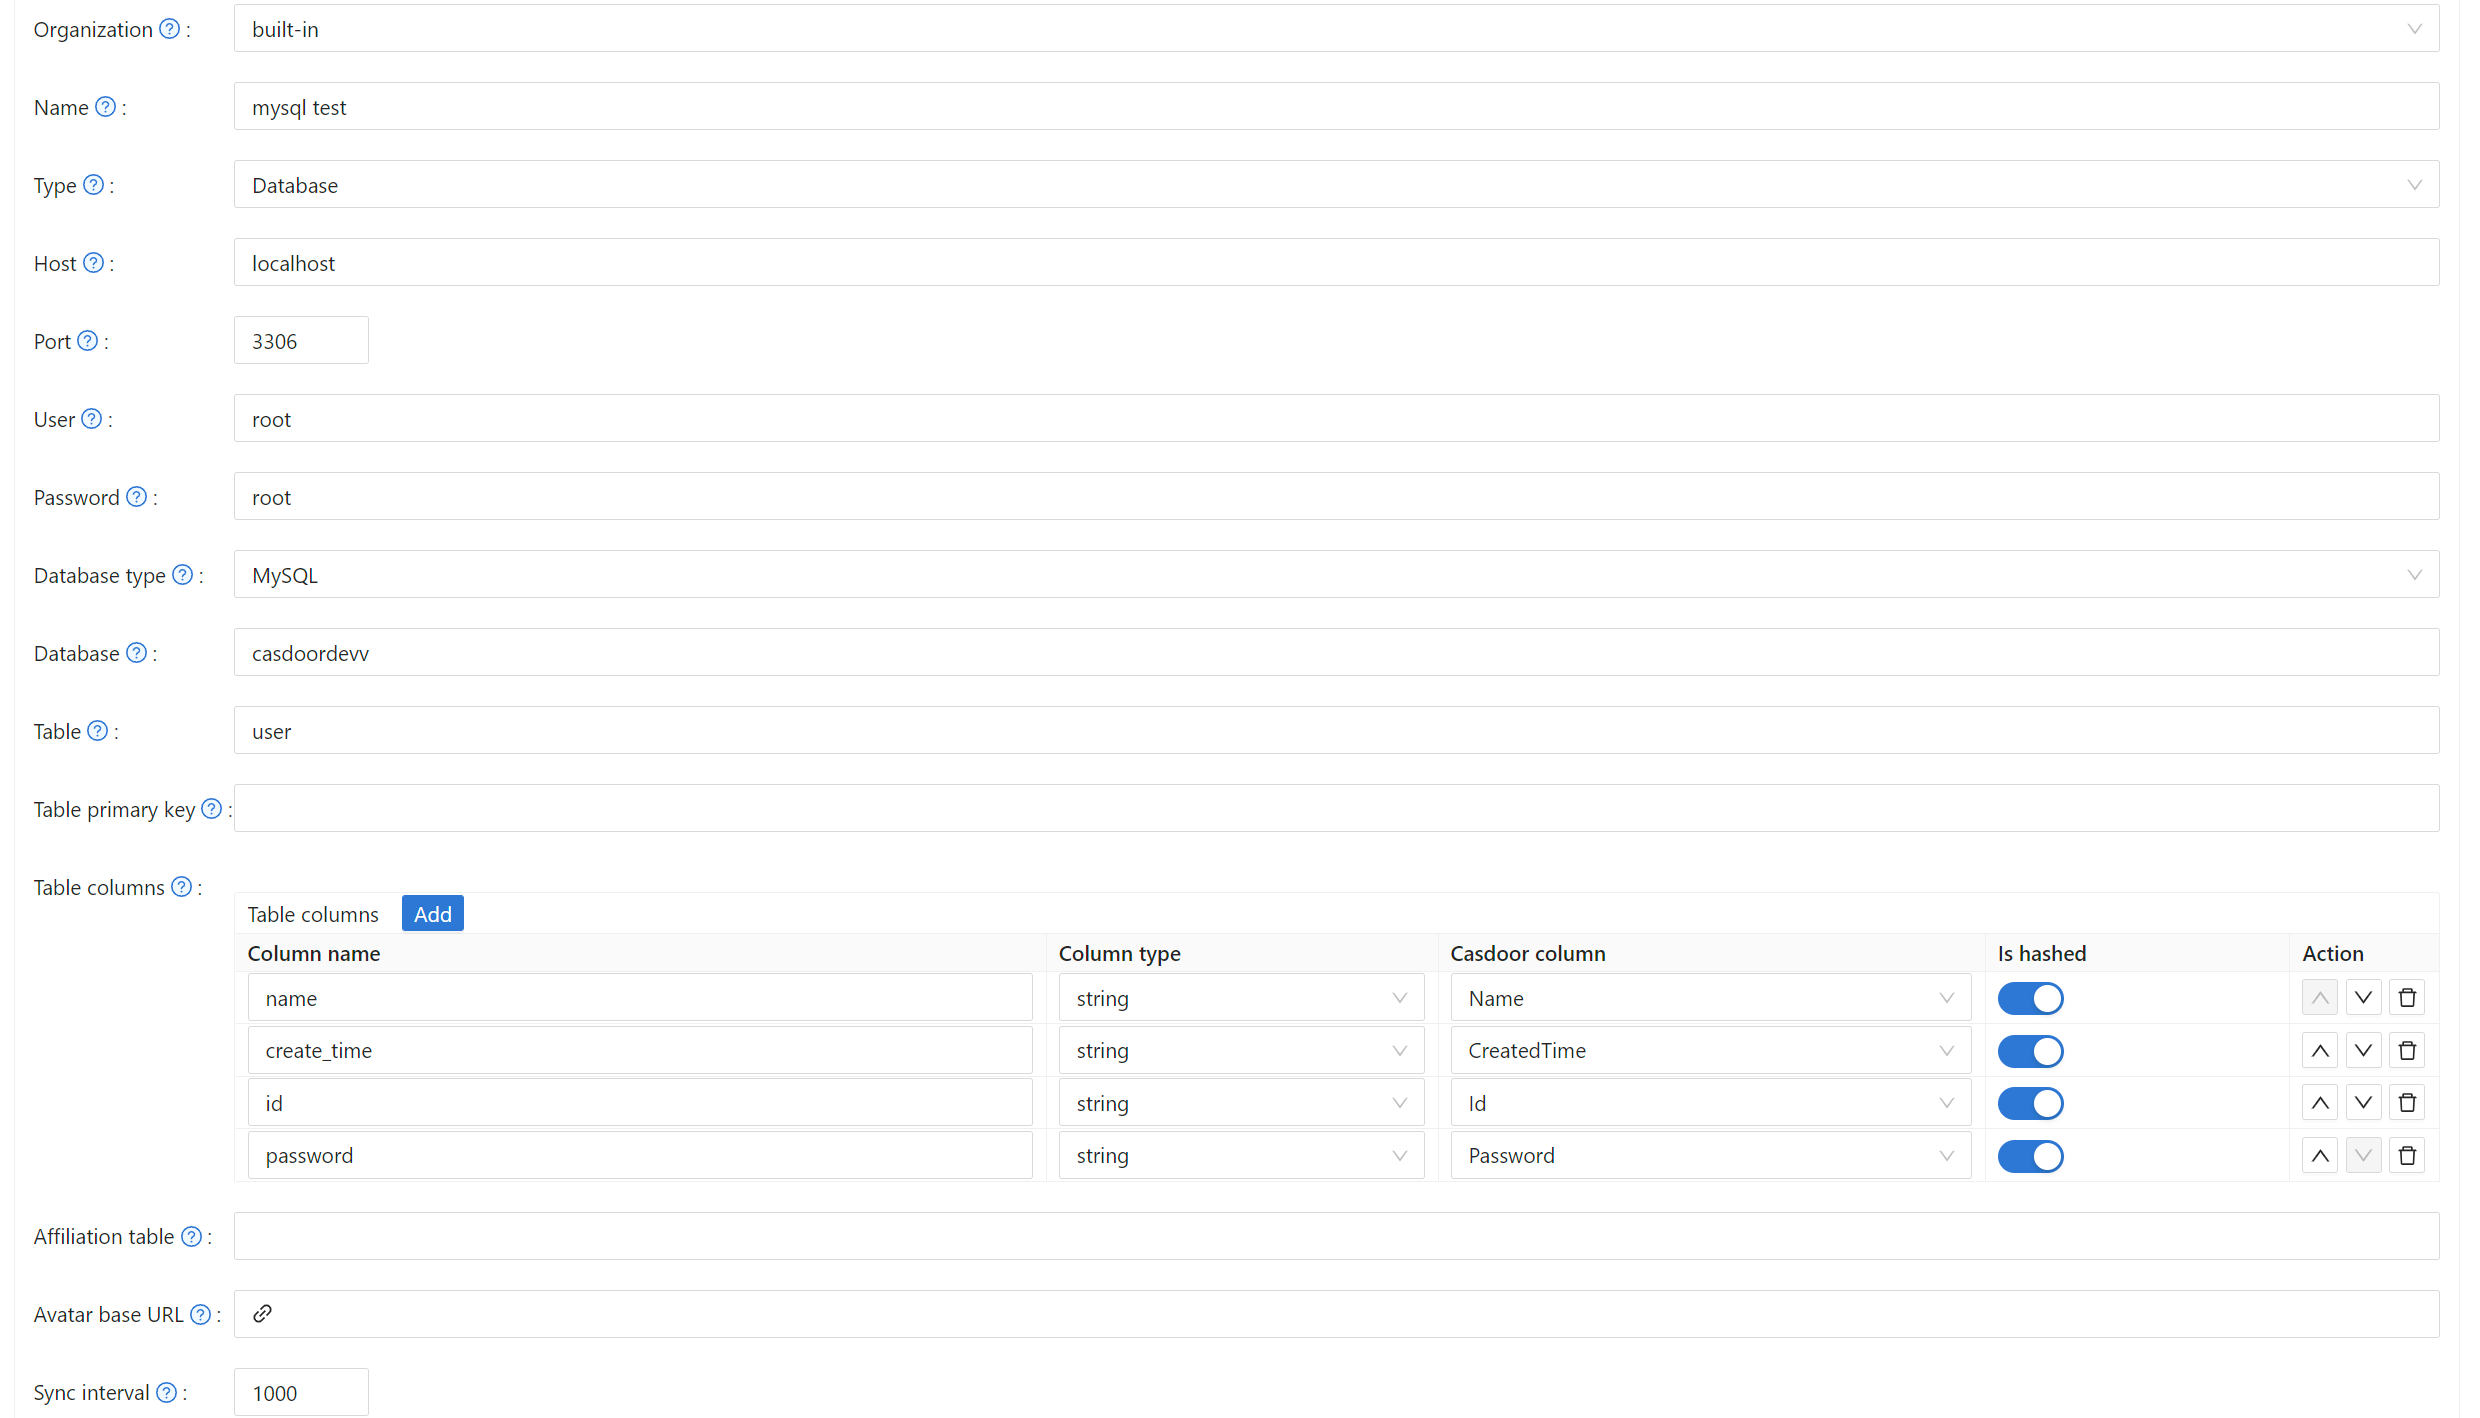 Organization ? : built-in
Name ? : mysql test
Type ? : Database
Host ? : localhost
Port ? : 3306
User ? : root
Password ? : root
Database type ? : MySQL
Database ? : casdoordevv
Table ? : user
Table primary key ? :
Table columns ? :
Table columns Add
Column name Column type Casdoor column Is hashed Action
name string Name
create_time string CreatedTime
id string Id
password string Password
Affiliation table ? :
Avatar base URL ? :
Sync interval ? : 1000